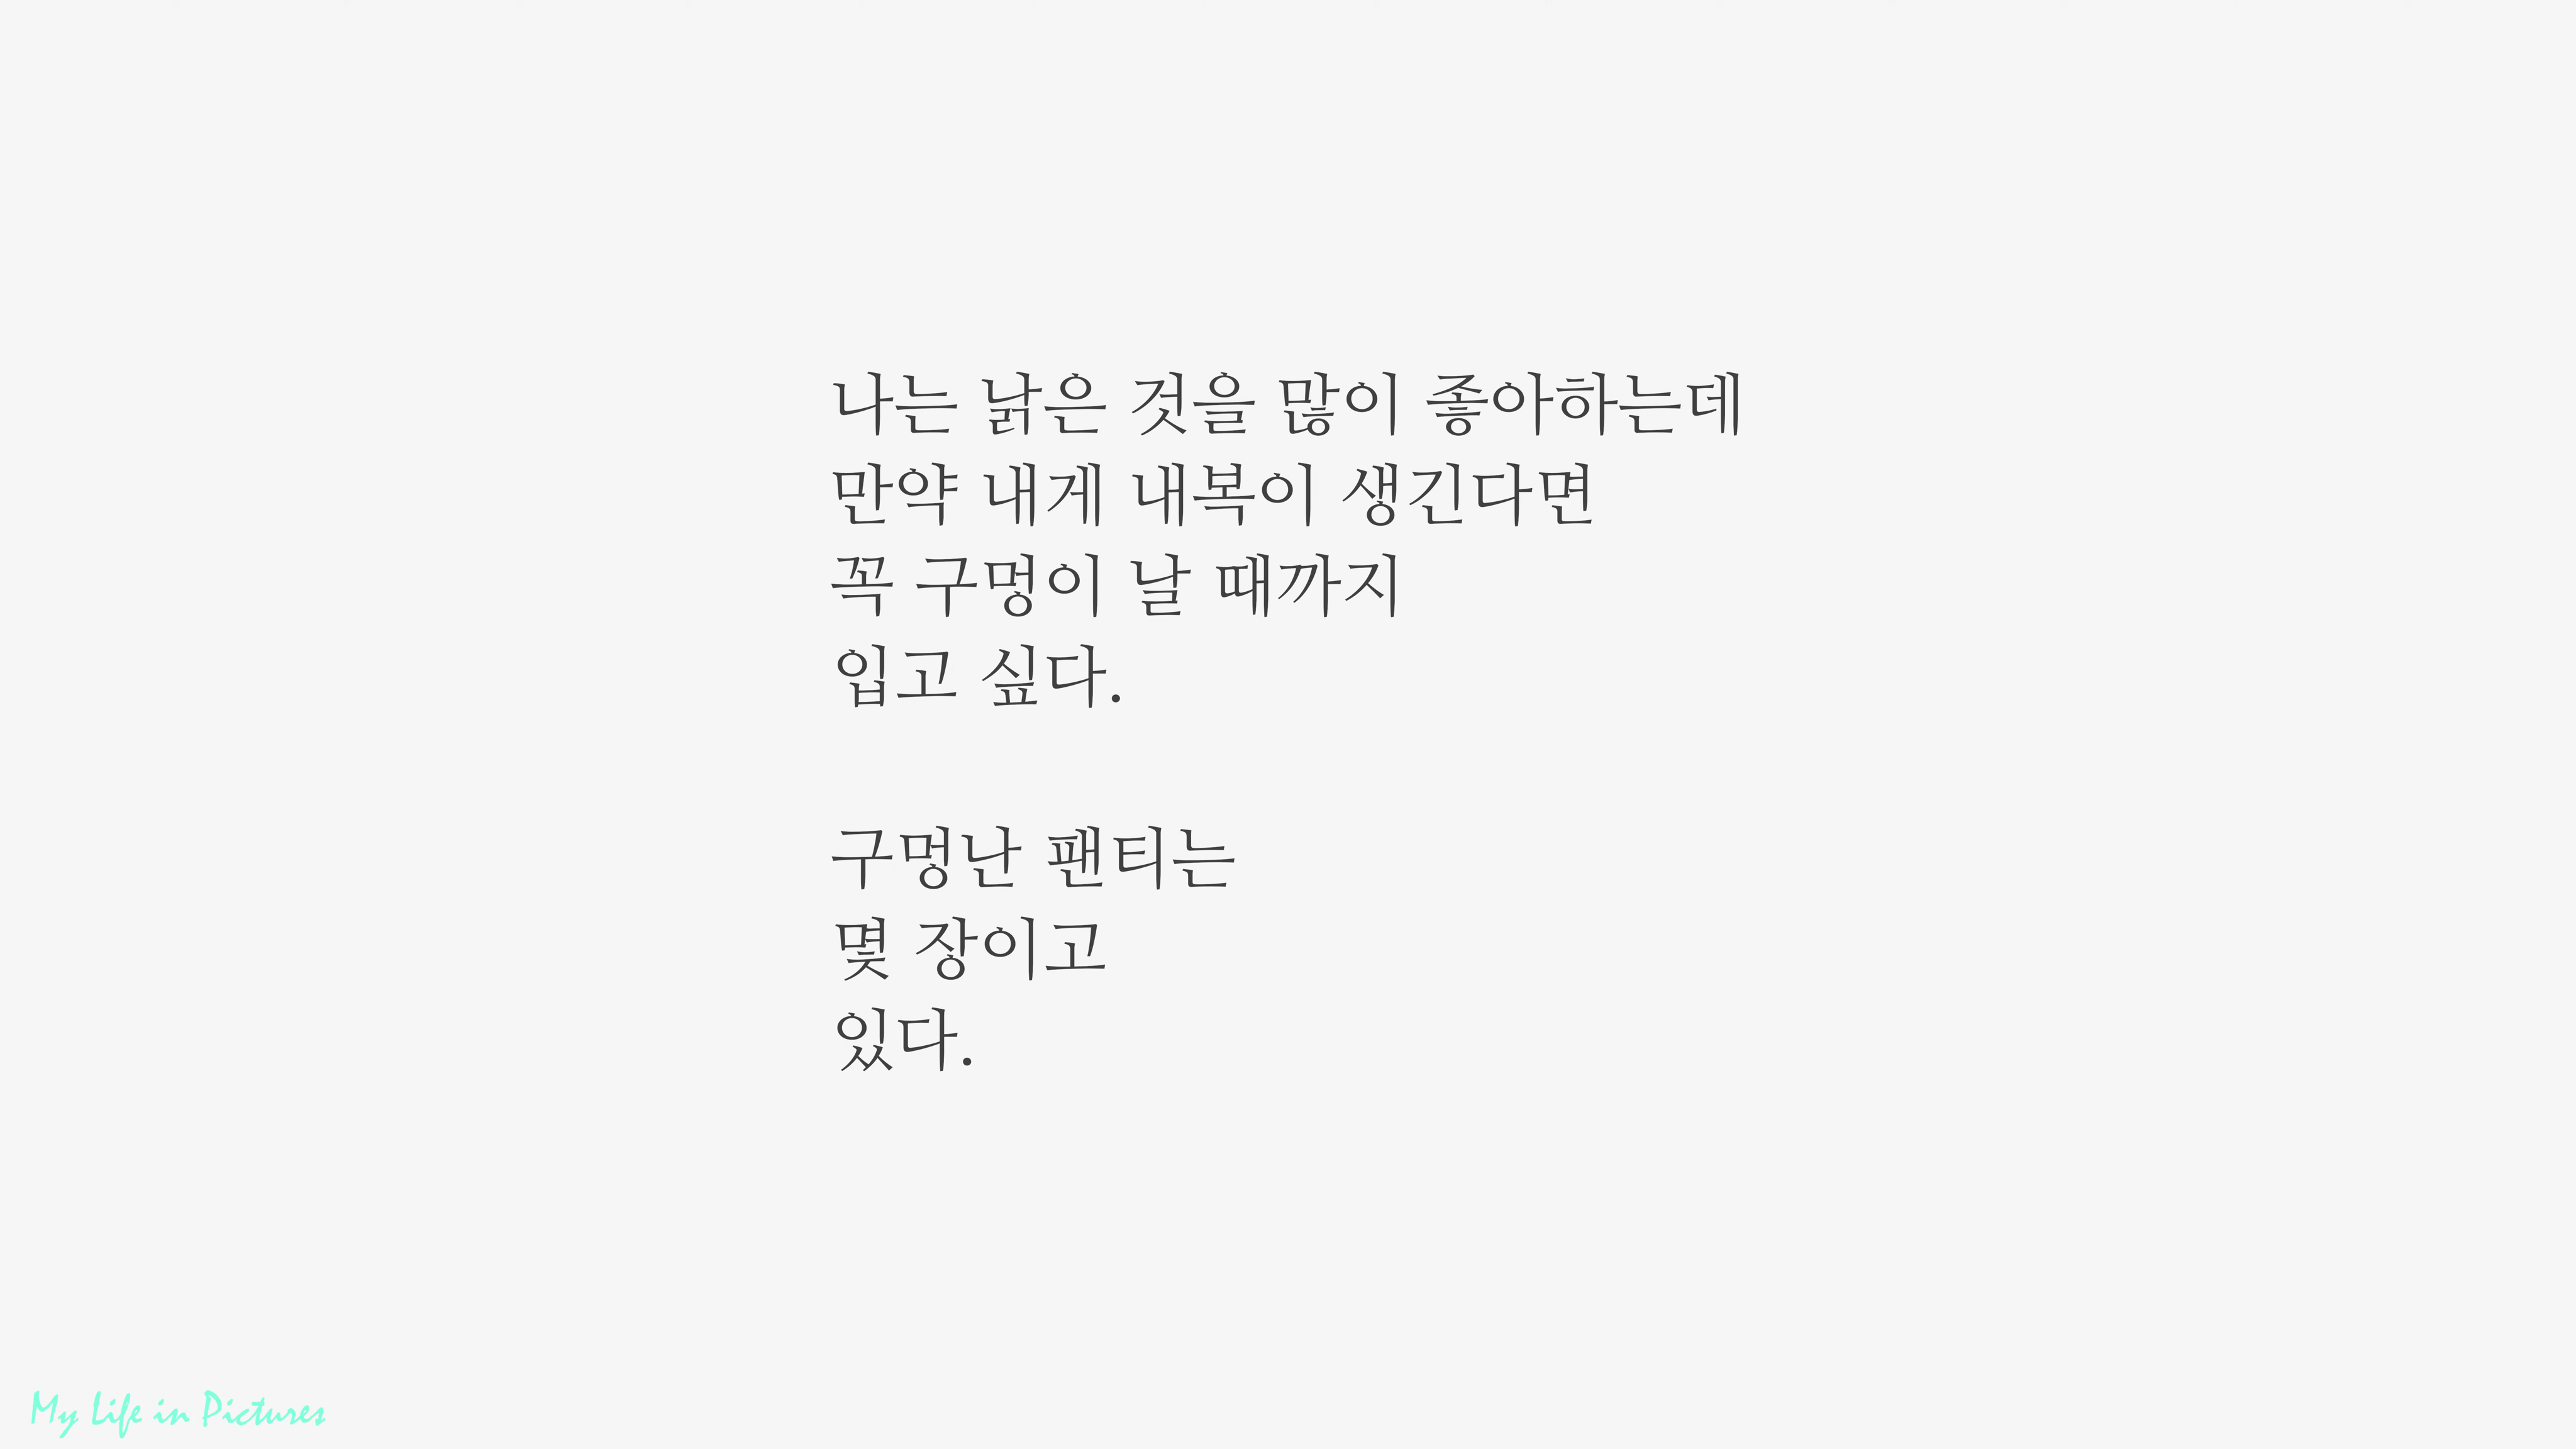 나는 낡은 것을 많이 좋아하는데
만약 내게 내복이 생긴다면
꼭 구멍이 날 때까지
입고 싶다.
구멍난 팬티는
몇 장이고
있다.
My Life in Pictures